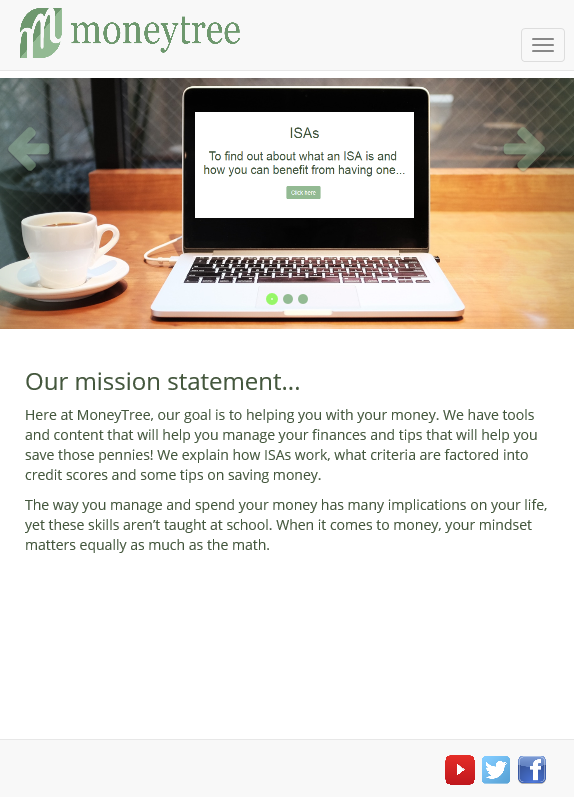 moneytree
ISAs
To find out about what an ISA is and
how you can benefit from having one...
Click here
Our mission statement...
Here at MoneyTree, our goal is to helping you with your money. We have tools
and content that will help you manage your finances and tips that will help you
save those pennies! We explain how ISAs work, what criteria are factored into
credit scores and some tips on saving money.
The way you manage and spend your money has many implications on your life,
yet these skills aren’t taught at school. When it comes to money, your mindset
matters equally as much as the math.